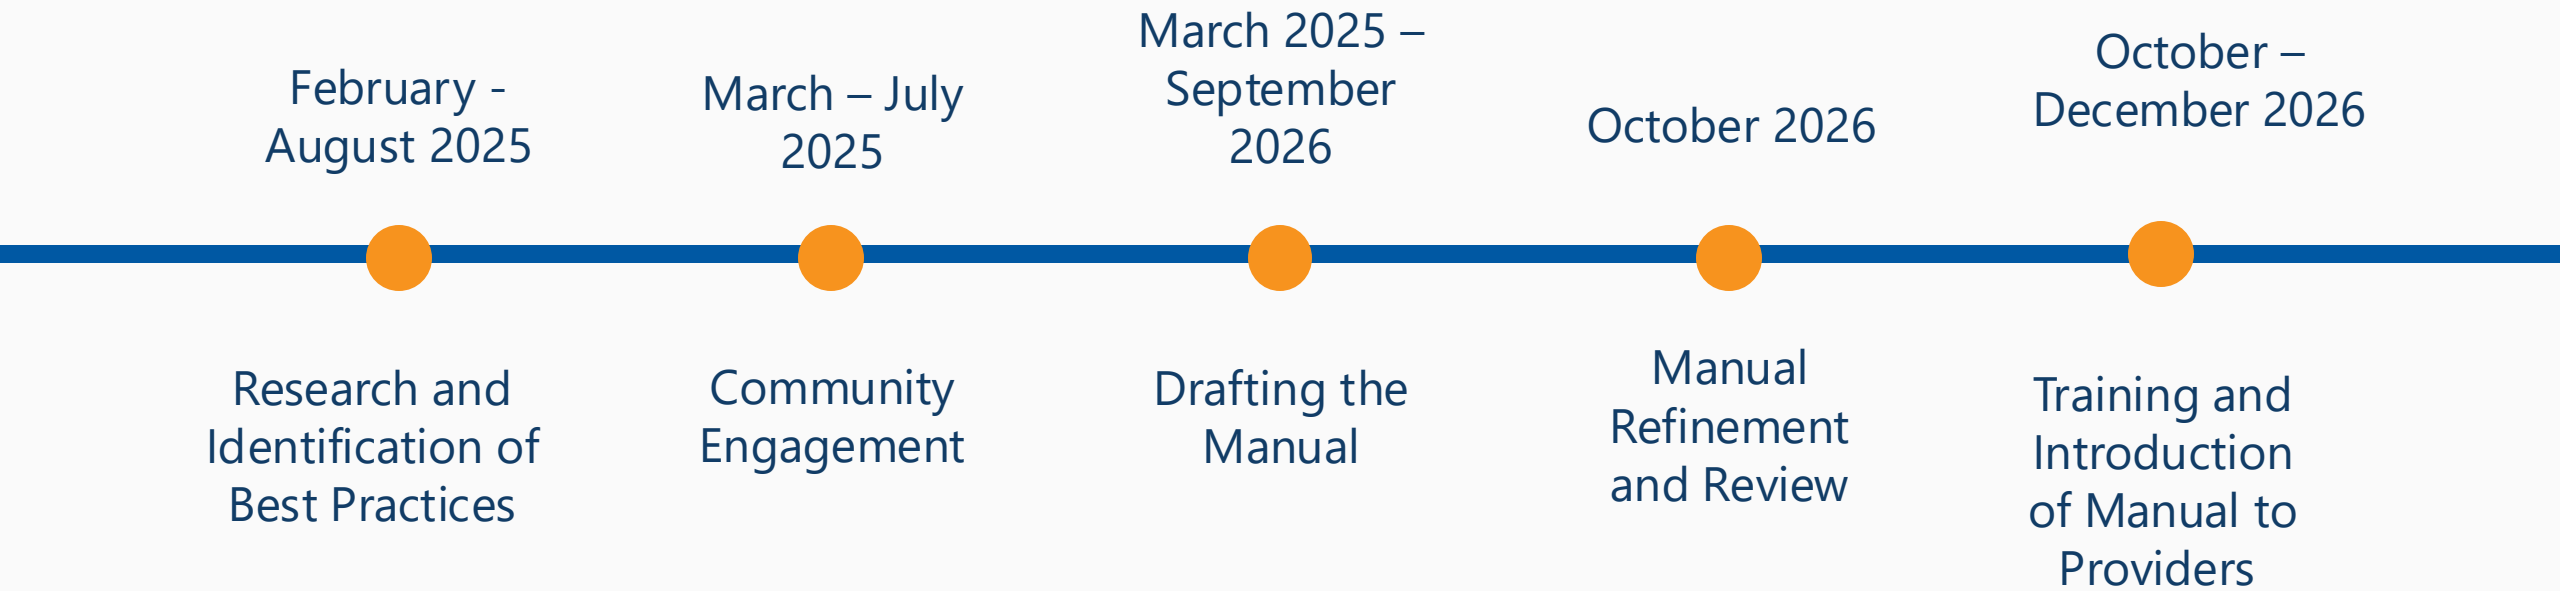 February -
August 2025
March – July
2025
March 2025 –
September
2026
October 2026
October –
December 2026
Research and
Identification of
Best Practices
Community
Engagement
Drafting the
Manual
Manual
Refinement
and Review
Training and
Introduction
of Manual to
Providers